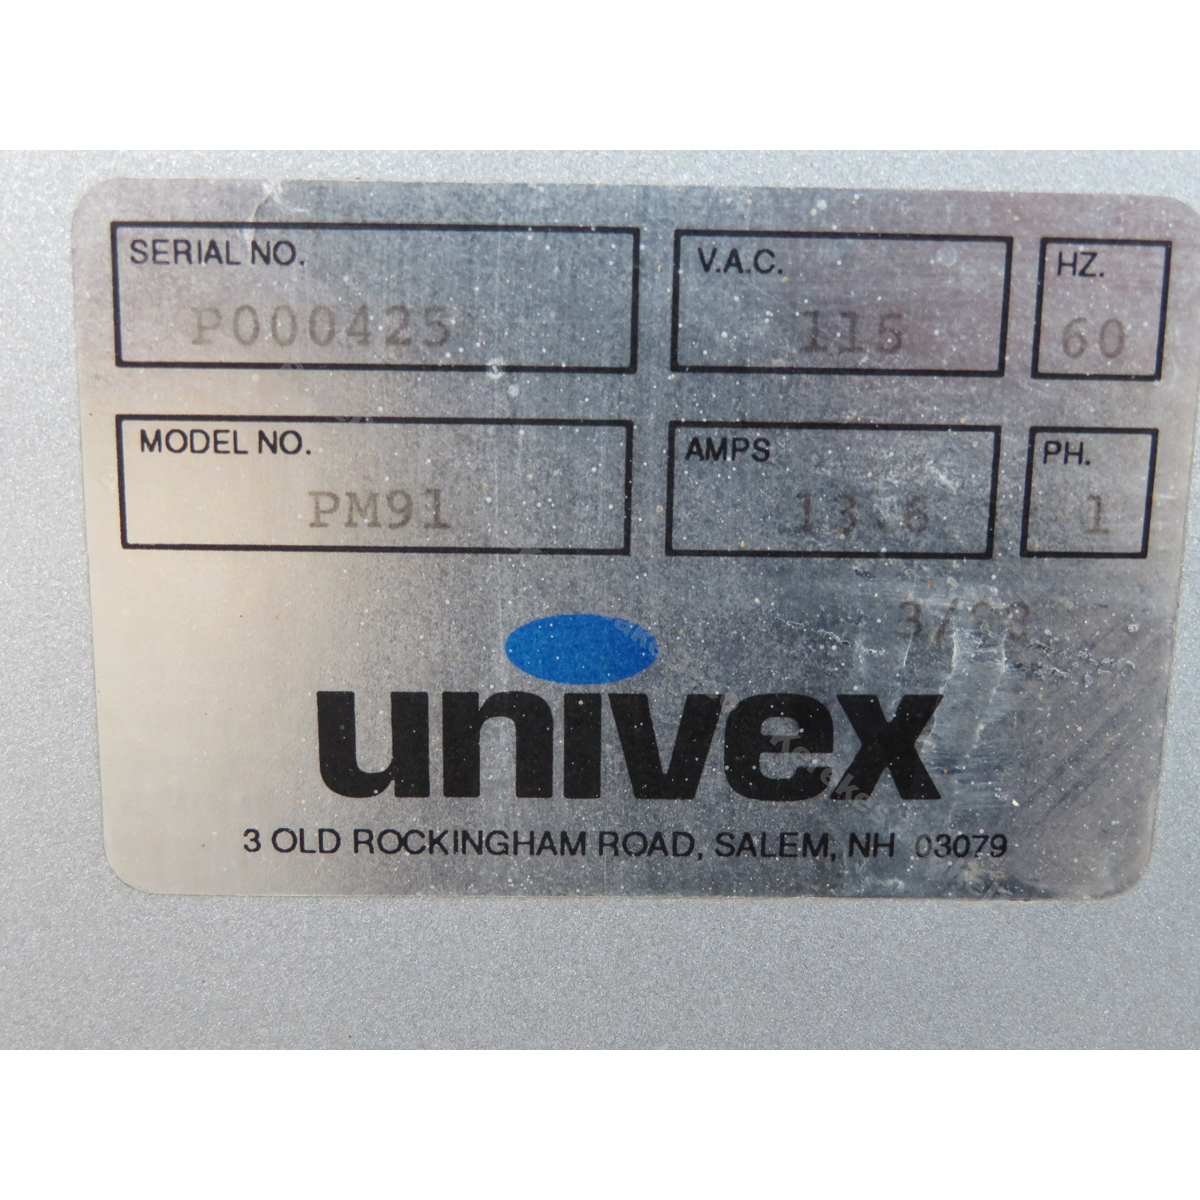 SERIAL NO. V.A.C. HZ.
P000425 115 60
MODEL NO. AMPS PH.
PM91 13.6 1
univex
3 OLD ROCKINGHAM ROAD, SALEM, NH 03079